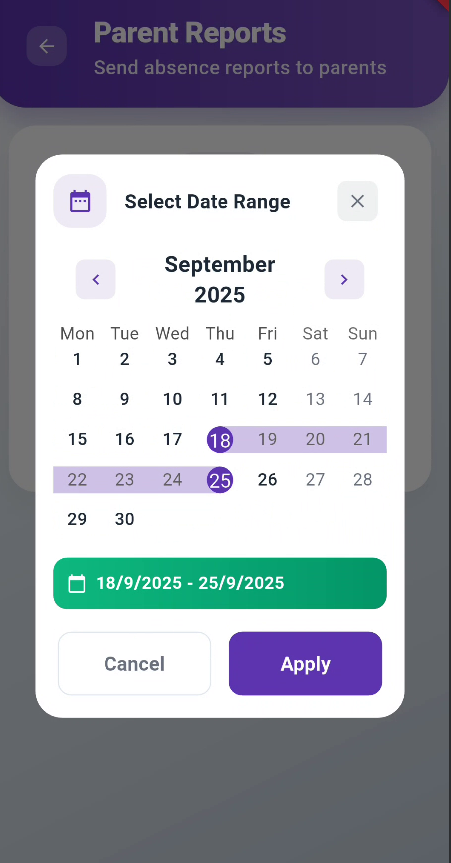 Parent Reports
Send absence reports to parents
Select Date Range
September
2025
Mon Tue Wed Thu Fri Sat Sun
1 2 3 4 5 6 7
8 9 10 11 12 13 14
15 16 17 18 19 20 21
22 23 24 25 26 27 28
29 30
18/9/2025 - 25/9/2025
Cancel Apply